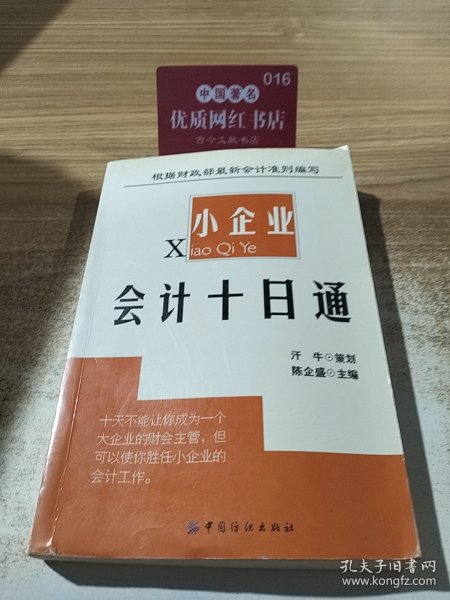 016
中国著名
优质网红书店
古今文献书店
根据财政部最新会计准则编写
小企业
Xiao Qi Ye
会计十日通
汗牛⊙策划
陈企盛⊙主编
十天不能让你成为一个
大企业的财会主管，但
可以使你胜任小企业的
会计工作。
中国纺织出版社
孔夫子旧书网
www.kongfz.com